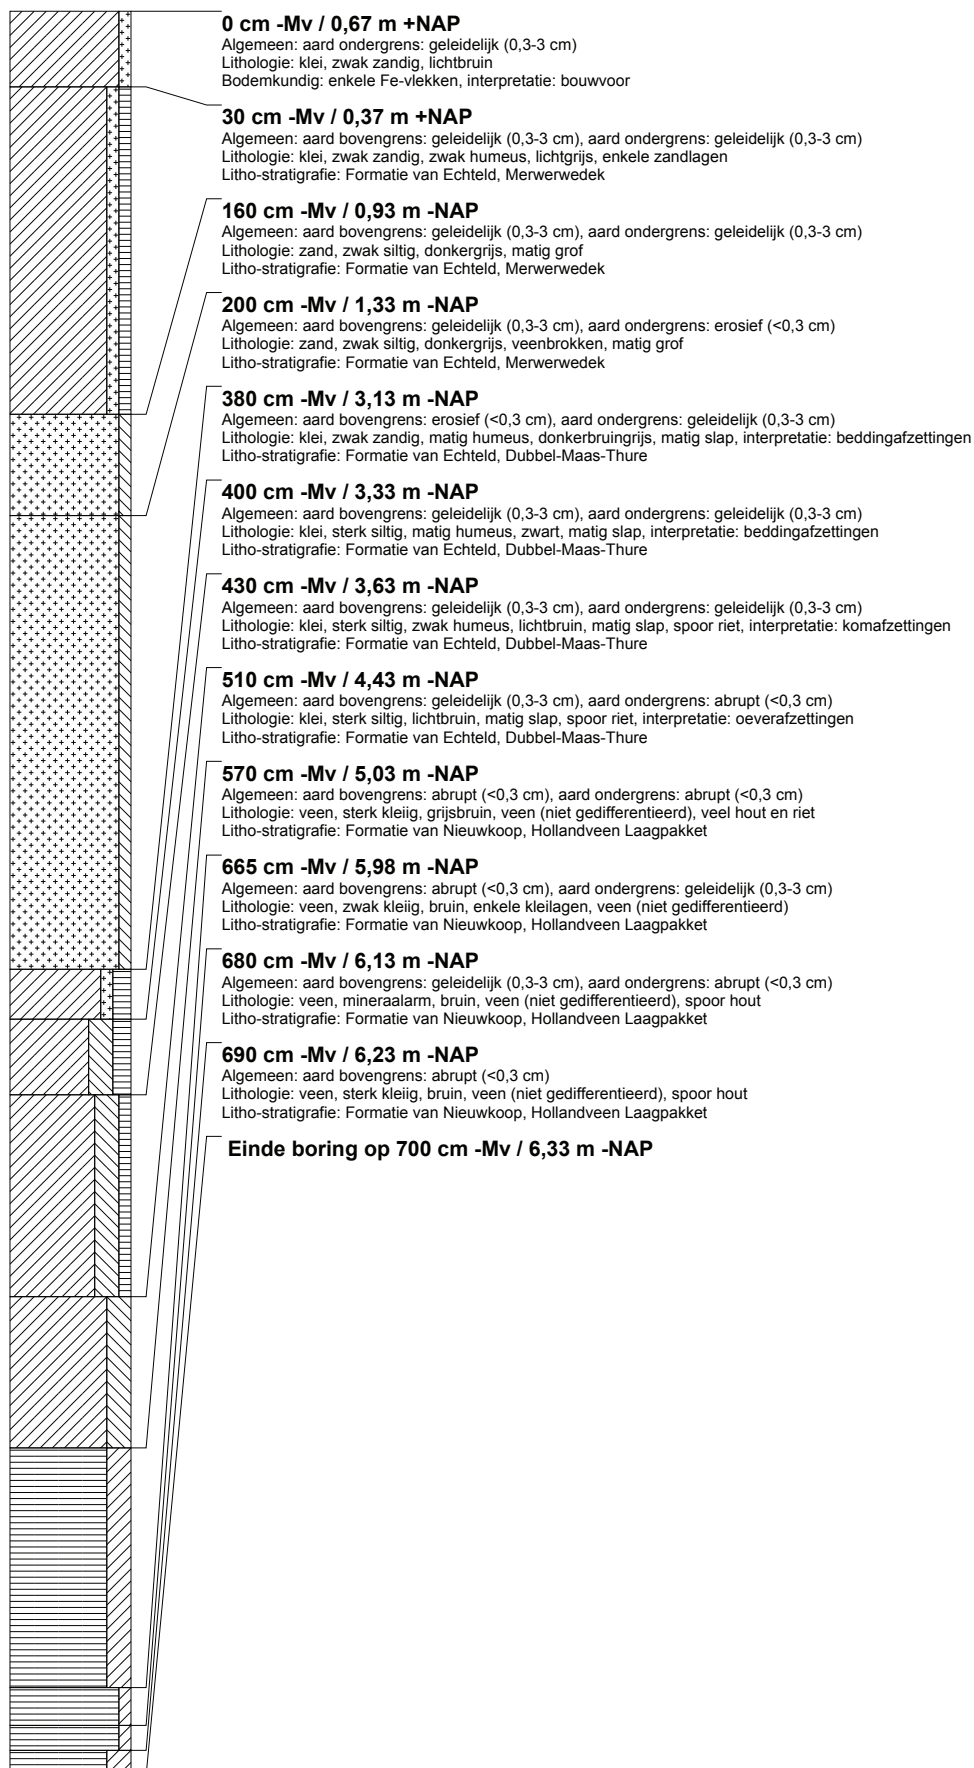 0 cm -Mv / 0,67 m +NAP
Algemeen: aard ondergrens: geleidelijk (0,3-3 cm)
Lithologie: klei, zwak zandig, lichtbruin
Bodemkundig: enkele Fe-vlekken, interpretatie: bouwvoor
30 cm -Mv / 0,37 m +NAP
Algemeen: aard bovengrens: geleidelijk (0,3-3 cm), aard ondergrens: geleidelijk (0,3-3 cm)
Lithologie: klei, zwak zandig, zwak humeus, lichtgrijs, enkele zandlagen
Litho-stratigrafie: Formatie van Echteld, Merwerwedek
160 cm -Mv / 0,93 m -NAP
Algemeen: aard bovengrens: geleidelijk (0,3-3 cm), aard ondergrens: geleidelijk (0,3-3 cm)
Lithologie: zand, zwak siltig, donkergrijs, matig grof
Litho-stratigrafie: Formatie van Echteld, Merwerwedek
200 cm -Mv / 1,33 m -NAP
Algemeen: aard bovengrens: geleidelijk (0,3-3 cm), aard ondergrens: erosief (<0,3 cm)
Lithologie: zand, zwak siltig, donkergrijs, veenbrokken, matig grof
Litho-stratigrafie: Formatie van Echteld, Merwerwedek
380 cm -Mv / 3,13 m -NAP
Algemeen: aard bovengrens: erosief (<0,3 cm), aard ondergrens: geleidelijk (0,3-3 cm)
Lithologie: klei, zwak zandig, matig humeus, donkerbruingrijs, matig slap, interpretatie: beddingafzettingen
Litho-stratigrafie: Formatie van Echteld, Dubbel-Maas-Thure
400 cm -Mv / 3,33 m -NAP
Algemeen: aard bovengrens: geleidelijk (0,3-3 cm), aard ondergrens: geleidelijk (0,3-3 cm)
Lithologie: klei, sterk siltig, matig humeus, zwart, matig slap, interpretatie: beddingafzettingen
Litho-stratigrafie: Formatie van Echteld, Dubbel-Maas-Thure
430 cm -Mv / 3,63 m -NAP
Algemeen: aard bovengrens: geleidelijk (0,3-3 cm), aard ondergrens: geleidelijk (0,3-3 cm)
Lithologie: klei, sterk siltig, zwak humeus, lichtbruin, matig slap, spoor riet, interpretatie: komafzettingen
Litho-stratigrafie: Formatie van Echteld, Dubbel-Maas-Thure
510 cm -Mv / 4,43 m -NAP
Algemeen: aard bovengrens: geleidelijk (0,3-3 cm), aard ondergrens: abrupt (<0,3 cm)
Lithologie: klei, sterk siltig, lichtbruin, matig slap, spoor riet, interpretatie: oeverafzettingen
Litho-stratigrafie: Formatie van Echteld, Dubbel-Maas-Thure
570 cm -Mv / 5,03 m -NAP
Algemeen: aard bovengrens: abrupt (<0,3 cm), aard ondergrens: abrupt (<0,3 cm)
Lithologie: veen, sterk kleiig, grijsbruin, veen (niet gedifferentieerd), veel hout en riet
Litho-stratigrafie: Formatie van Nieuwkoop, Hollandveen Laagpakket
665 cm -Mv / 5,98 m -NAP
Algemeen: aard bovengrens: abrupt (<0,3 cm), aard ondergrens: geleidelijk (0,3-3 cm)
Lithologie: veen, zwak kleiig, bruin, enkele kleilagen, veen (niet gedifferentieerd)
Litho-stratigrafie: Formatie van Nieuwkoop, Hollandveen Laagpakket
680 cm -Mv / 6,13 m -NAP
Algemeen: aard bovengrens: geleidelijk (0,3-3 cm), aard ondergrens: abrupt (<0,3 cm)
Lithologie: veen, mineraalarm, bruin, veen (niet gedifferentieerd), spoor hout
Litho-stratigrafie: Formatie van Nieuwkoop, Hollandveen Laagpakket
690 cm -Mv / 6,23 m -NAP
Algemeen: aard bovengrens: abrupt (<0,3 cm)
Lithologie: veen, sterk kleiig, bruin, veen (niet gedifferentieerd), spoor hout
Litho-stratigrafie: Formatie van Nieuwkoop, Hollandveen Laagpakket
Einde boring op 700 cm -Mv / 6,33 m -NAP